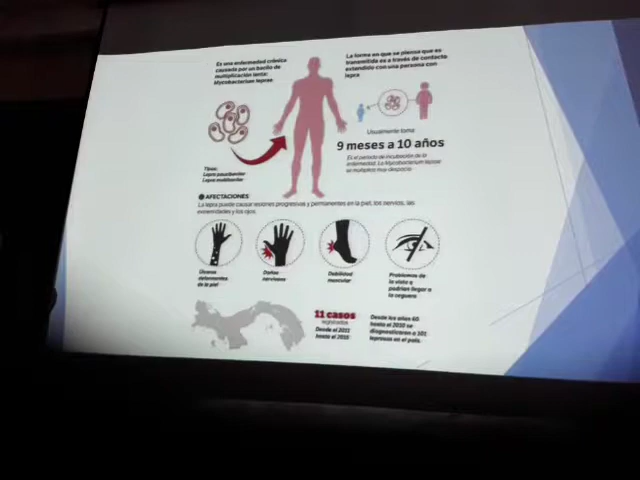 Es una enfermedad crónica
causada por un bacilo de
multiplicación lenta:
Mycobacterium leprae
La forma en que se piensa que es
transmitida es a través de contacto
extendido con una persona con
lepra
Usualmente toma
9 meses a 10 años
Es el período de incubación de la
enfermedad. La Mycobacterium leprae
se multiplica muy despacio
Tipos:
Lepra paucibacilar
Lepra multibacilar
AFECTACIONES
La lepra puede causar lesiones progresivas y permanentes en la piel, los nervios, las
extremidades y los ojos.
Úlceras
deformantes
de la piel
Daños
nerviosos
Debilidad
muscular
Problemas de
la vista q
podrían llegar a
la ceguera
11 casos
registrados
Desde el
hasta el
Desde los años 60
hasta el 2010 se
diagnosticaron a 101
leprosos en el país.